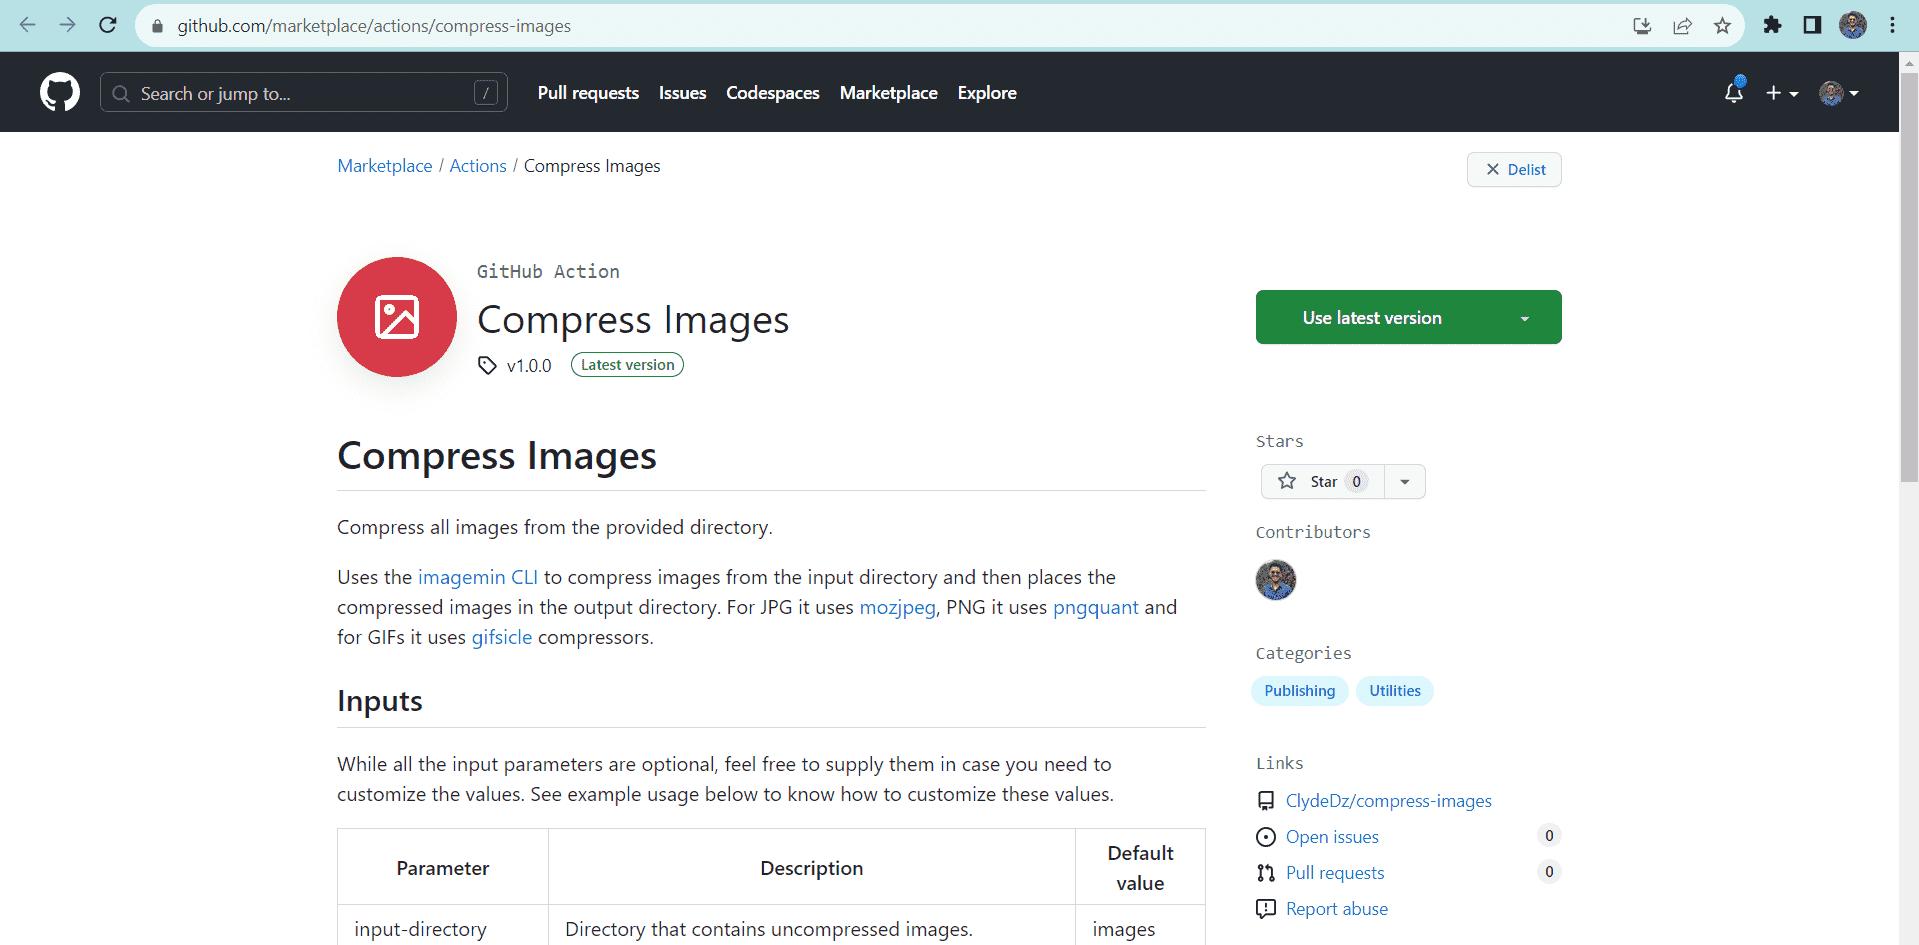 github.com/marketplace/actions/compress-images
Search or jump to... /
Pull requests Issues Codespaces Marketplace Explore
Marketplace / Actions / Compress Images
Delist
GitHub Action
Compress Images
v1.0.0 Latest version
Use latest version
Compress Images
Compress all images from the provided directory.
Uses the imagemin CLI to compress images from the input directory and then places the
compressed images in the output directory. For JPG it uses mozjpeg, PNG it uses pngquant and
for GIFs it uses gifsicle compressors.
Inputs
While all the input parameters are optional, feel free to supply them in case you need to
customize the values. See example usage below to know how to customize these values.
Parameter Description Default value
input-directory Directory that contains uncompressed images. images
Stars
Star 0
Contributors
Categories
Publishing Utilities
Links
ClydeDz/compress-images
Open issues 0
Pull requests 0
Report abuse